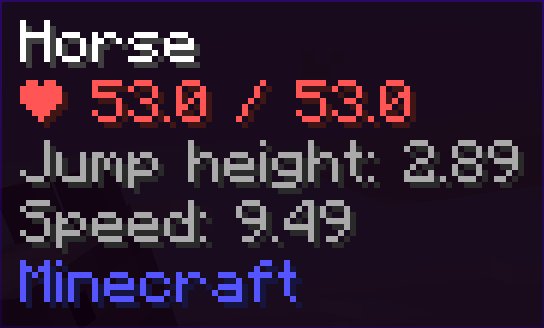 Horse
♥ 53.0 / 53.0
Jump height: 2.89
Speed: 9.49
Minecraft